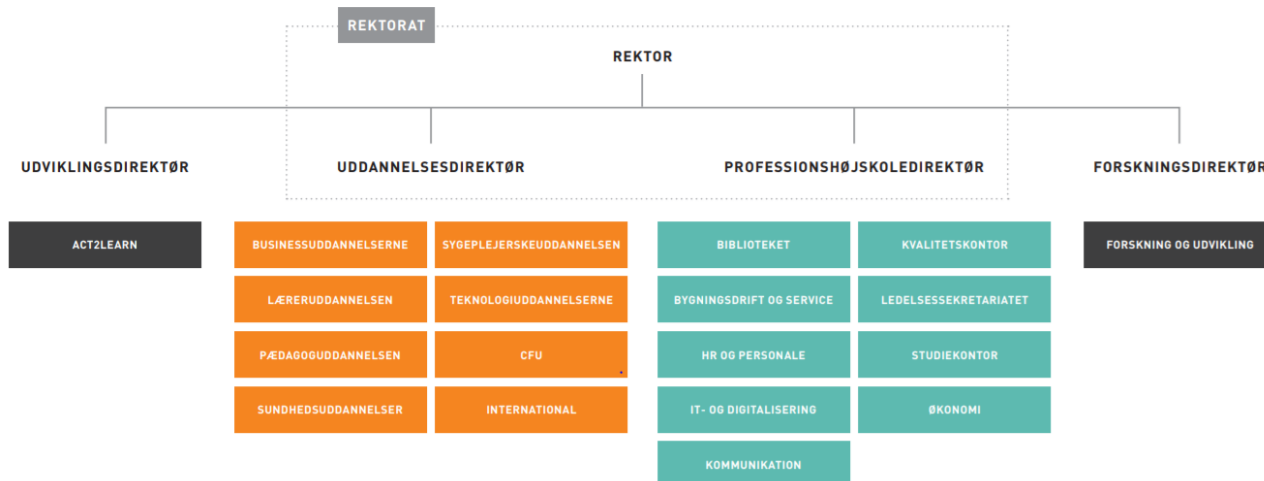 REKTORAT
REKTOR
UDVIKLINGSDIREKTØR
UDDANNELSESDIREKTØR
PROFESSIONSHØJSKOLEDIREKTØR
FORSKNINGSDIREKTØR
ACT2LEARN
BUSINESSUDDANNELSERNE
SYGEPLEJERSKEUDDANNELSEN
BIBLIOTEKET
KVALITETSKONTOR
FORSKNING OG UDVIKLING
LÆRERUDDANNELSEN
TEKNOLOGIUDDANNELSERNE
BYGNINGSDRIFT OG SERVICE
LEDELSESSEKRETARIATET
PÆDAGOGUDDANNELSEN
CFU
HR OG PERSONALE
STUDIEKONTOR
SUNDHEDSUDDANNELSER
INTERNATIONAL
IT- OG DIGITALISERING
ØKONOMI
KOMMUNIKATION